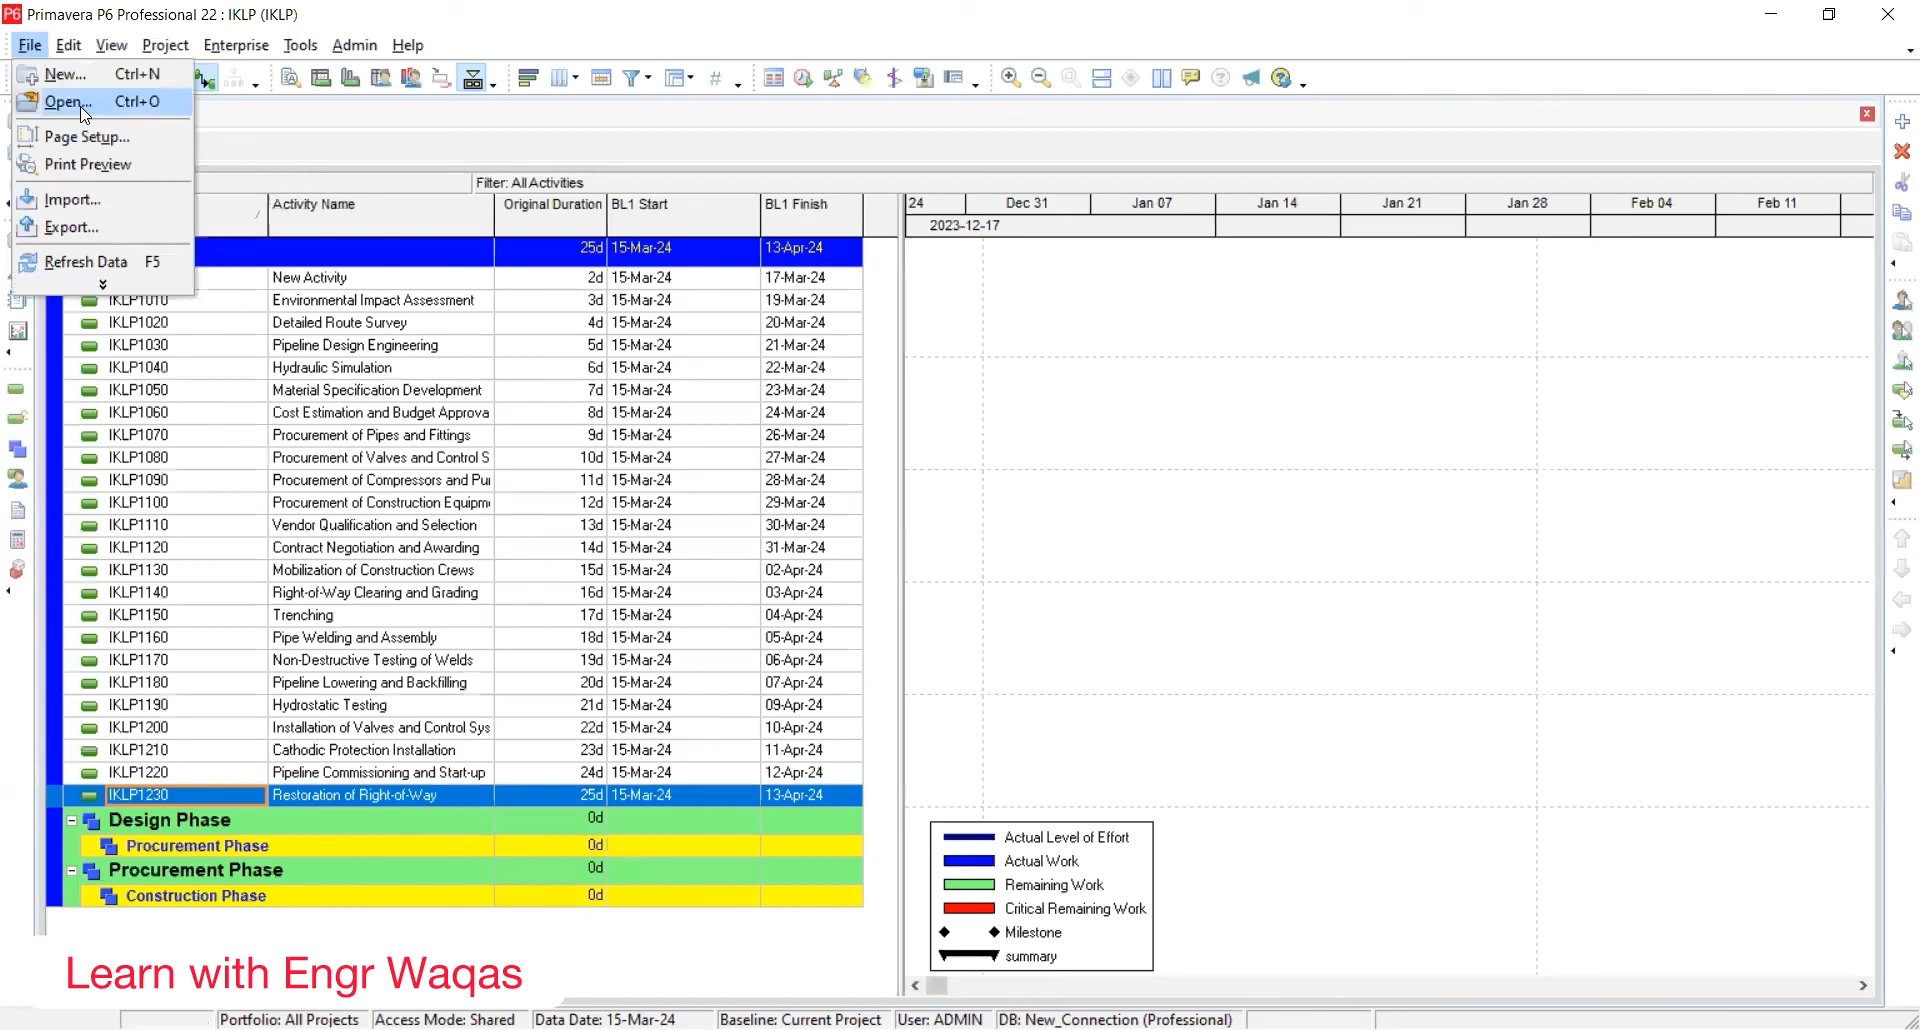 Primavera P6 Professional 22 : IKLP (IKLP)
File Edit View Project Enterprise Tools Admin Help
New... Ctrl+N
Open... Ctrl+O
Page Setup...
Print Preview
Import...
Export...
Refresh Data F5
Filter: All Activities
Activity Name Original Duration BL1 Start BL1 Finish
24 Dec 31 Jan 07 Jan 14 Jan 21 Jan 28 Feb 04 Feb 11
2023-12-17
25d 15-Mar-24 13-Apr-24
New Activity 2d 15-Mar-24 17-Mar-24
IKLP1010 Environmental Impact Assessment 3d 15-Mar-24 19-Mar-24
IKLP1020 Detailed Route Survey 4d 15-Mar-24 20-Mar-24
IKLP1030 Pipeline Design Engineering 5d 15-Mar-24 21-Mar-24
IKLP1040 Hydraulic Simulation 6d 15-Mar-24 22-Mar-24
IKLP1050 Material Specification Development 7d 15-Mar-24 23-Mar-24
IKLP1060 Cost Estimation and Budget Approva 8d 15-Mar-24 24-Mar-24
IKLP1070 Procurement of Pipes and Fittings 9d 15-Mar-24 26-Mar-24
IKLP1080 Procurement of Valves and Control S 10d 15-Mar-24 27-Mar-24
IKLP1090 Procurement of Compressors and Pu 11d 15-Mar-24 28-Mar-24
IKLP1100 Procurement of Construction Equipm 12d 15-Mar-24 29-Mar-24
IKLP1110 Vendor Qualification and Selection 13d 15-Mar-24 30-Mar-24
IKLP1120 Contract Negotiation and Awarding 14d 15-Mar-24 31-Mar-24
IKLP1130 Mobilization of Construction Crews 15d 15-Mar-24 02-Apr-24
IKLP1140 Right-of-Way Clearing and Grading 16d 15-Mar-24 03-Apr-24
IKLP1150 Trenching 17d 15-Mar-24 04-Apr-24
IKLP1160 Pipe Welding and Assembly 18d 15-Mar-24 05-Apr-24
IKLP1170 Non-Destructive Testing of Welds 19d 15-Mar-24 06-Apr-24
IKLP1180 Pipeline Lowering and Backfilling 20d 15-Mar-24 07-Apr-24
IKLP1190 Hydrostatic Testing 21d 15-Mar-24 09-Apr-24
IKLP1200 Installation of Valves and Control Sys 22d 15-Mar-24 10-Apr-24
IKLP1210 Cathodic Protection Installation 23d 15-Mar-24 11-Apr-24
IKLP1220 Pipeline Commissioning and Start-up 24d 15-Mar-24 12-Apr-24
IKLP1230 Restoration of Right-of-Way 25d 15-Mar-24 13-Apr-24
Design Phase 0d
Procurement Phase 0d
Procurement Phase 0d
Construction Phase 0d
Actual Level of Effort
Actual Work
Remaining Work
Critical Remaining Work
Milestone
summary
Learn with Engr Waqas
Portfolio: All Projects Access Mode: Shared Data Date: 15-Mar-24 Baseline: Current Project User: ADMIN DB: New_Connection (Professional)